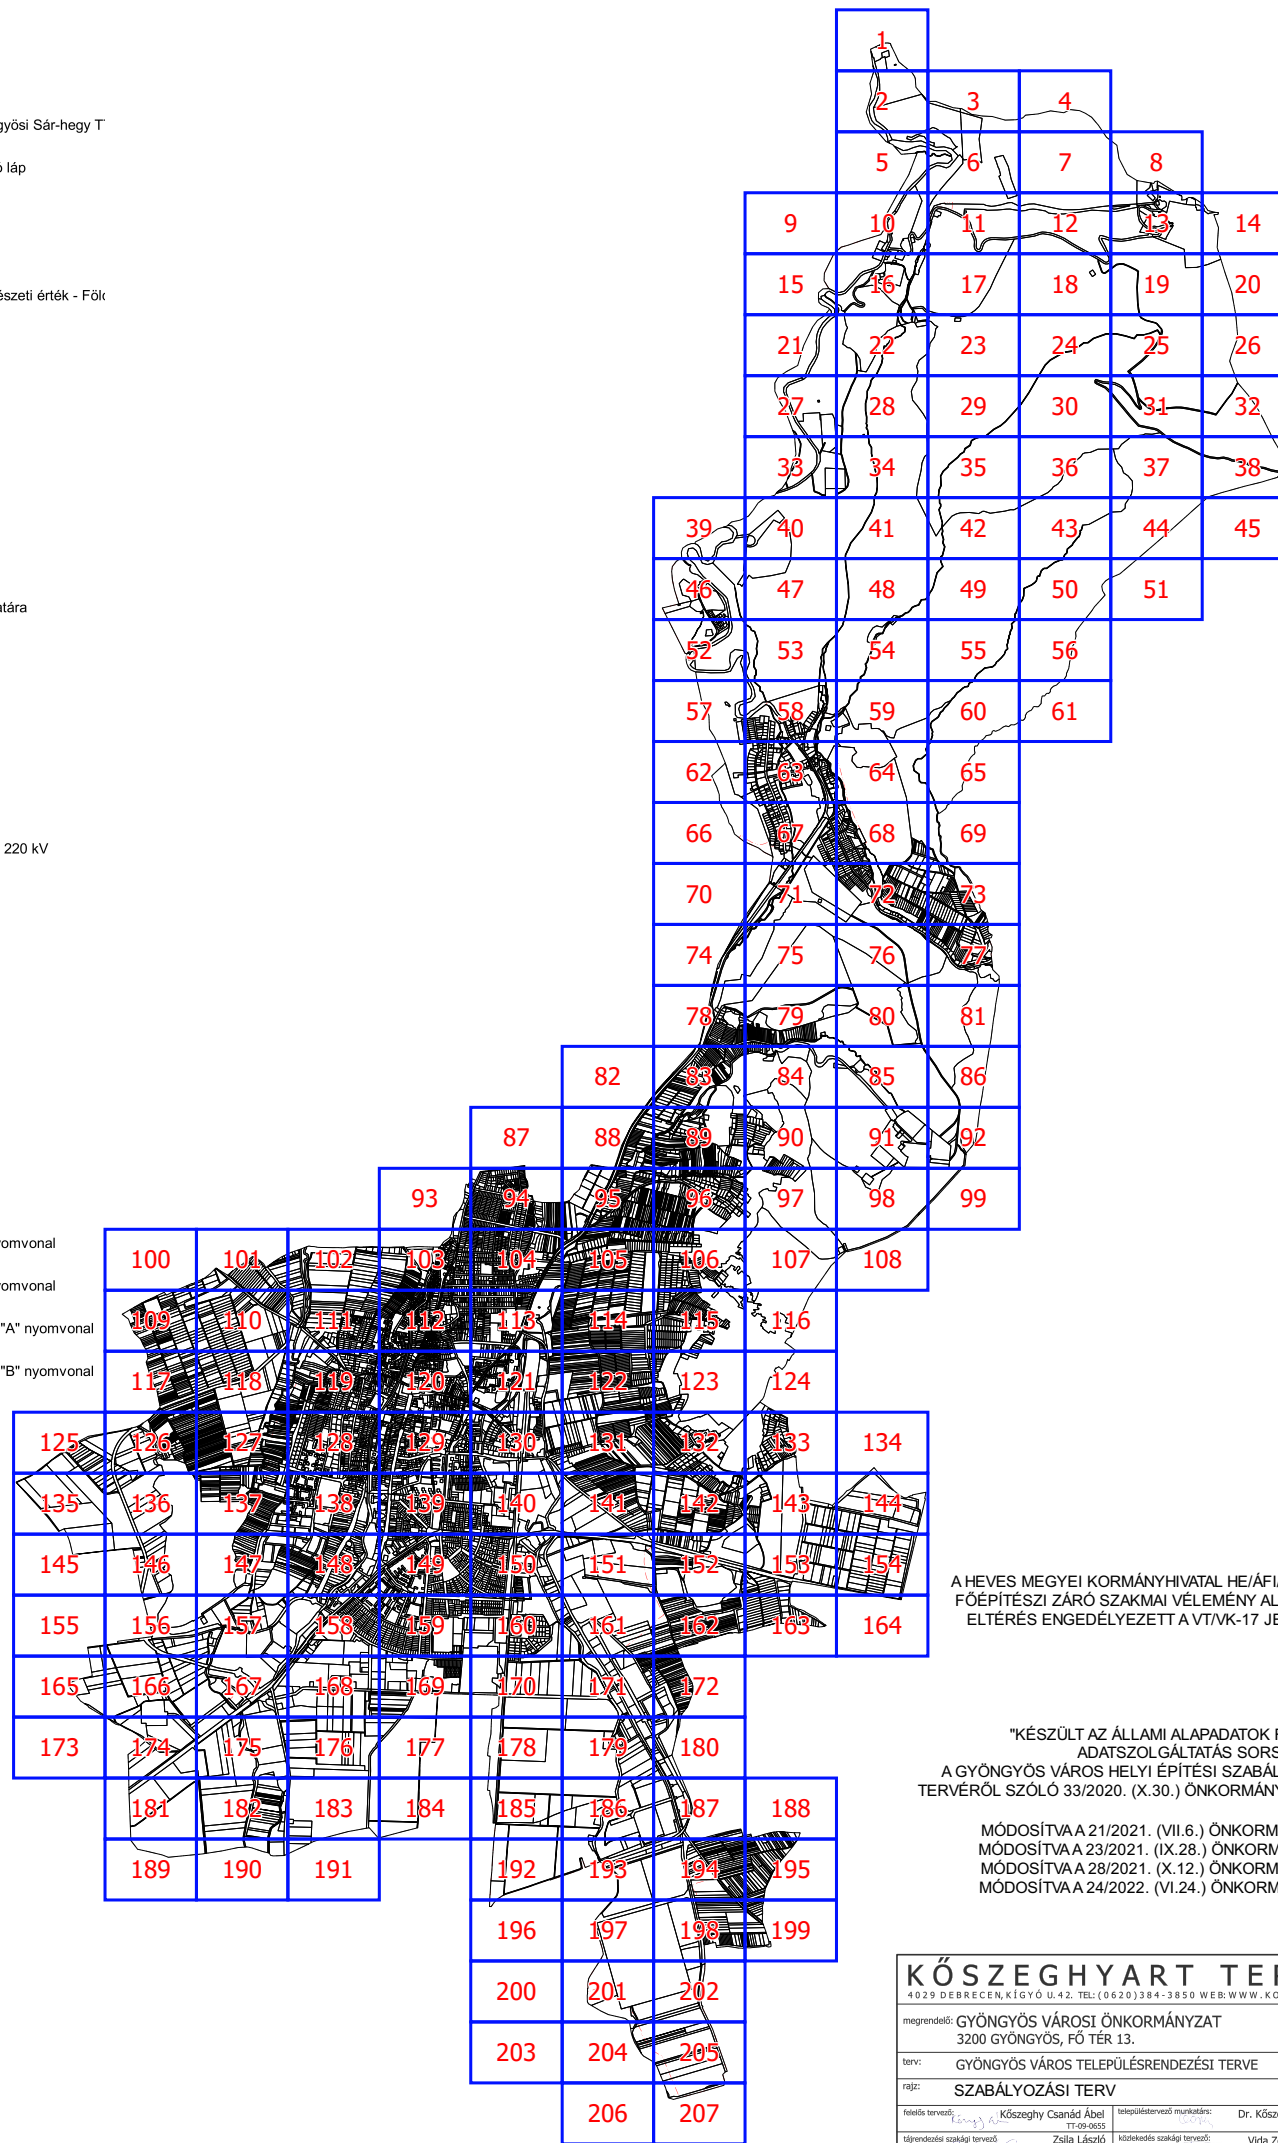 1
2 3 4
gyösi Sár-hegy T
ó láp
5 6 7 8
9 10 11 12 13 14
15 16 17 18 19 20
észeti érték - Föl
21 22 23 24 25 26
27 28 29 30 31 32
33 34 35 36 37 38
39 40 41 42 43 44 45
46 47 48 49 50 51
atára
52 53 54 55 56
57 58 59 60 61
62 63 64 65
66 67 68 69
220 kV
70 71 72 73
74 75 76 77
78 79 80 81
82 83 84 85 86
87 88 89 90 91 92
93 94 95 96 97 98 99
yomvonal
100 101 102 103 104 105 106 107 108
yomvonal
109 110 111 112 113 114 115 116
"A" nyomvonal
"B" nyomvonal
117 118 119 120 121 122 123 124
125 126 127 128 129 130 131 132 133 134
135 136 137 138 139 140 141 142 143 144
145 146 147 148 149 150 151 152 153 154
155 156 157 158 159 160 161 162 163 164
165 166 167 168 169 170 171 172
173 174 175 176 177 178 179 180
181 182 183 184 185 186 187 188
189 190 191 192 193 194 195
196 197 198 199
200 201 202
203 204 205
206 207
A HEVES MEGYEI KORMÁNYHIVATAL HE/ÁFI
FŐÉPÍTÉSZI ZÁRÓ SZAKMAI VÉLEMÉNY AL
ELTÉRÉS ENGEDÉLYEZETT A VT/VK-17 JE
"KÉSZÜLT AZ ÁLLAMI ALAPADATOK
ADATSZOLGÁLTATÁS SORS
A GYÖNGYÖS VÁROS HELYI ÉPÍTÉSI SZABÁL
TERVÉRŐL SZÓLÓ 33/2020. (X.30.) ÖNKORMÁNY
MÓDOSÍTVA A 21/2021. (VII.6.) ÖNKORM
MÓDOSÍTVA A 23/2021. (IX.28.) ÖNKORM
MÓDOSÍTVA A 28/2021. (X.12.) ÖNKORM
MÓDOSÍTVA A 24/2022. (VI.24.) ÖNKORM
KŐSZEGHYART TE
4029 DEBRECEN, KÍGYÓ U. 42. TEL: (0620)384-3850 WEB: WWW.KO
megrendelő: GYÖNGYÖS VÁROSI ÖNKORMÁNYZAT
3200 GYÖNGYÖS, FŐ TÉR 13.
terv: GYÖNGYÖS VÁROS TELEPÜLÉSRENDEZÉSI TERVE
rajz: SZABÁLYOZÁSI TERV
felelős tervező: Kőszeghy Csanád Ábel településtervező munkatárs: Dr. Kősz
TT-09-0655
tájrendezési szakági tervező Zsila László közlekedés szakági tervező: Vida Z